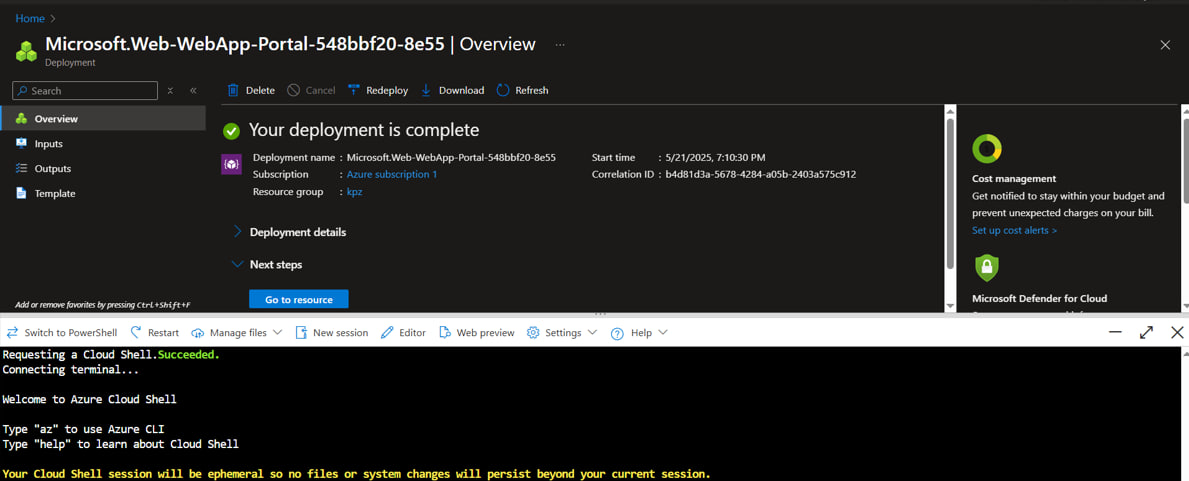 Home >
Microsoft.Web-WebApp-Portal-548bbf20-8e55 | Overview ...
Deployment
Search
Overview
Inputs
Outputs
Template
Add or remove favorites by pressing Ctrl+Shift+F
Delete Cancel Redeploy Download Refresh
Your deployment is complete
Deployment name : Microsoft.Web-WebApp-Portal-548bbf20-8e55
Subscription : Azure subscription 1
Resource group : kpz
Start time : 5/21/2025, 7:10:30 PM
Correlation ID : b4d81d3a-5678-4284-a05b-2403a575c912
Deployment details
Next steps
Go to resource
Cost management
Get notified to stay within your budget and
prevent unexpected charges on your bill.
Set up cost alerts >
Microsoft Defender for Cloud
Switch to PowerShell Restart Manage files New session Editor Web preview Settings Help
Requesting a Cloud Shell.Succeeded.
Connecting terminal...
Welcome to Azure Cloud Shell
Type "az" to use Azure CLI
Type "help" to learn about Cloud Shell
Your Cloud Shell session will be ephemeral so no files or system changes will persist beyond your current session.